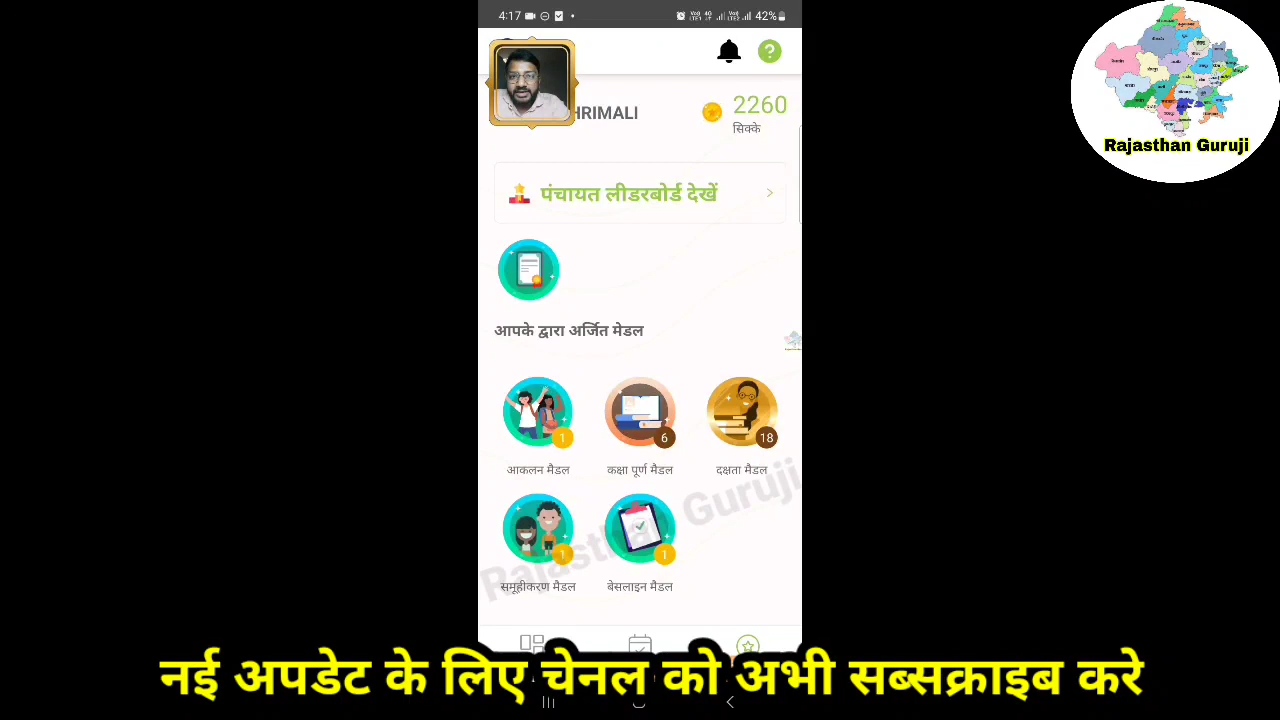 4:17
42%
HRIMALI
2260
सिक्के
पंचायत लीडरबोर्ड देखें
आपके द्वारा अर्जित मेडल
1
6
18
आकलन मैडल
कक्षा पूर्ण मैडल
दक्षता मैडल
1
1
समूहीकरण मैडल
बेसलाइन मैडल
Rajasthan Guruji
Rajasthan Guruji
नई अपडेट के लिए चेनल को अभी सब्सक्राइब करे